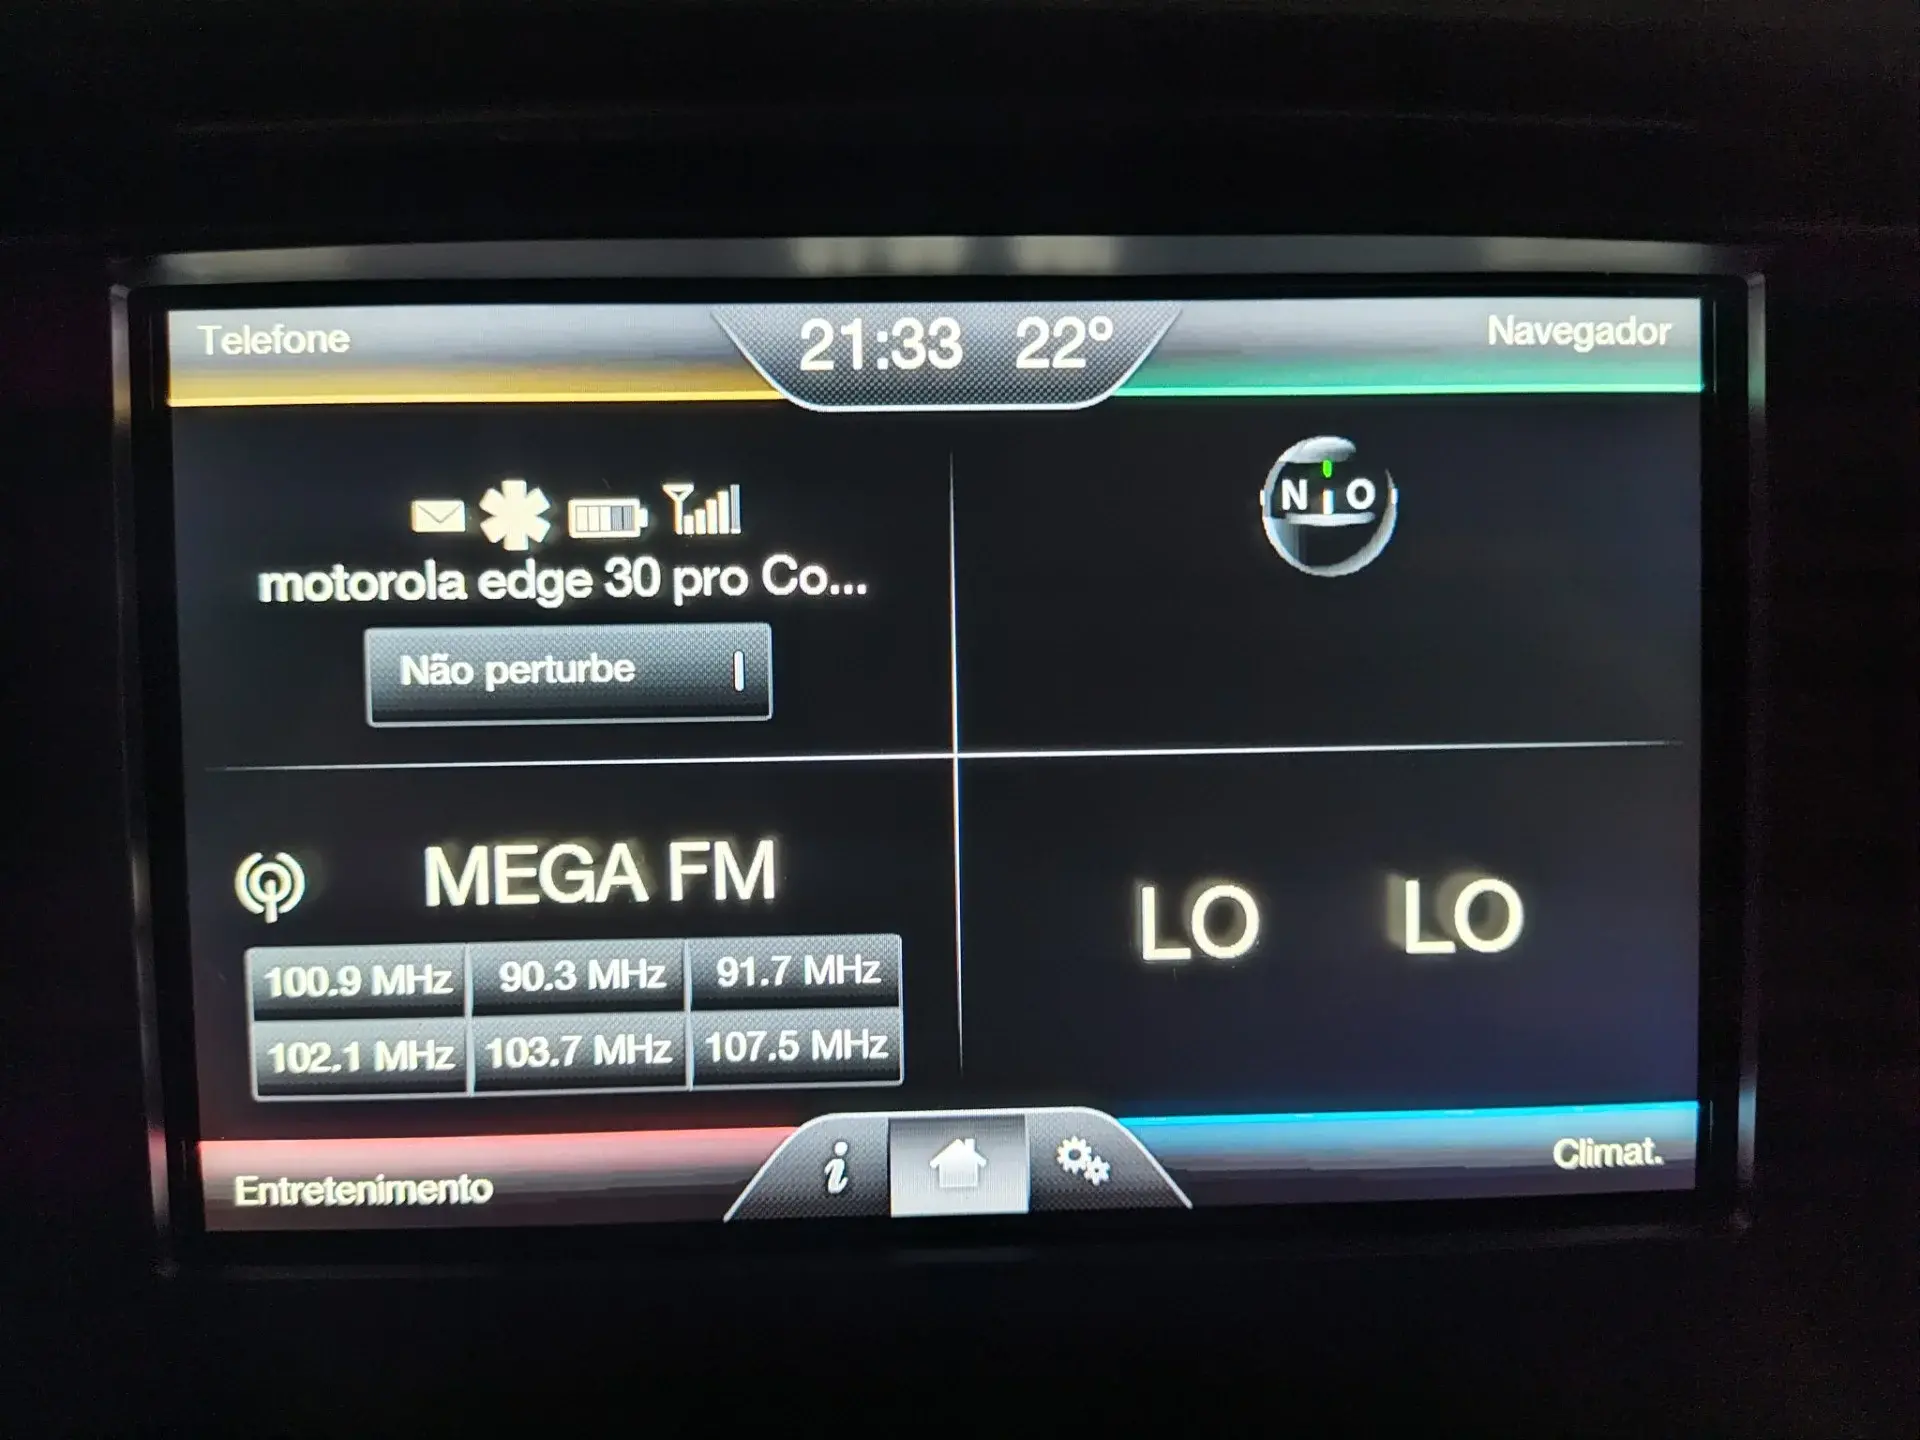 Telefone
21:33 22º
Navegador
N O
motorola edge 30 pro Co...
Não perturbe
MEGA FM
100.9 MHz 90.3 MHz 91.7 MHz
102.1 MHz 103.7 MHz 107.5 MHz
LO LO
Entretenimento
i
Climat.